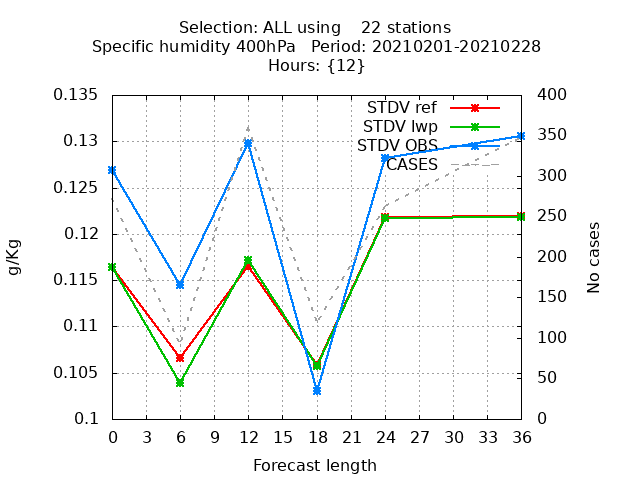 Selection: ALL using    22 stations
Specific humidity 400hPa   Period: 20210201-20210228
Hours: {12}
STDV ref
STDV lwp
STDV OBS
CASES
0.135
0.13
0.125
0.12
0.115
0.11
0.105
0.1
g/Kg
400
350
300
250
200
150
100
50
0
No cases
0 3 6 9 12 15 18 21 24 27 30 33 36
Forecast length